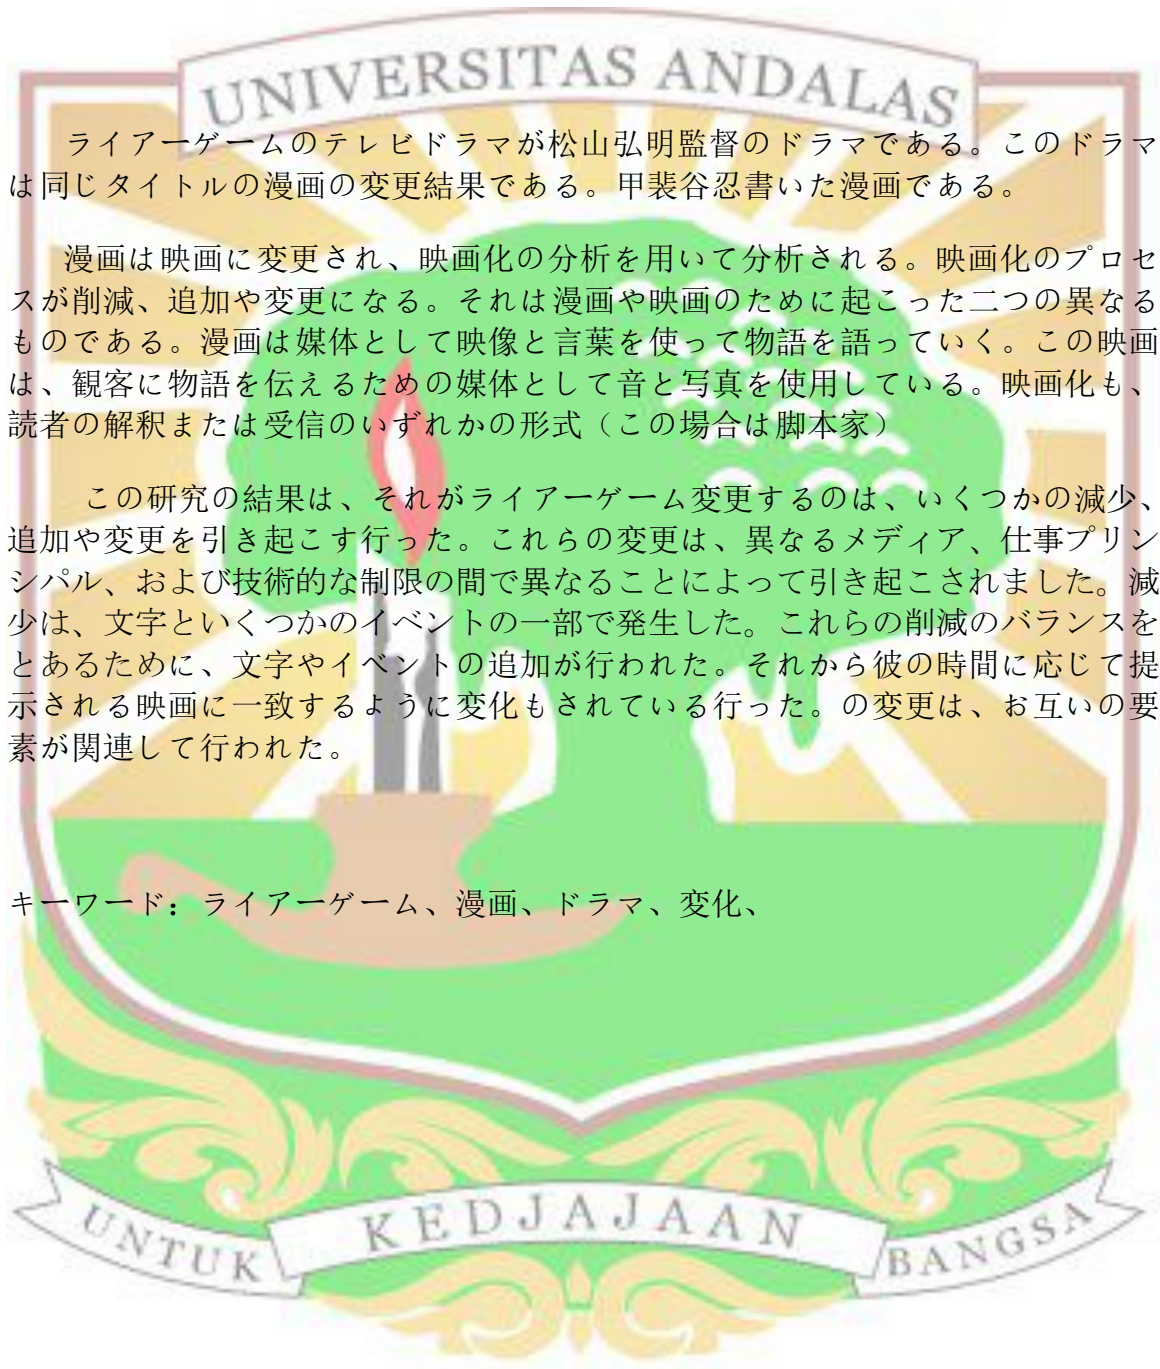 UNIVERSITAS ANDALAS
ライアーゲームのテレビドラマが松山弘明監督のドラマである。このドラマ
は同じタイトルの漫画の変更結果である。甲裴谷忍書いた漫画である。
漫画は映画に変更され、映画化の分析を用いて分析される。映画化のプロセ
スが削減、追加や変更になる。それは漫画や映画のために起こった二つの異なる
ものである。漫画は媒体として映像と言葉を使って物語を語っていく。この映画
は、観客に物語を伝えるための媒体として音と写真を使用している。映画化も、
読者の解釈または受信のいずれかの形式（この場合は脚本家）
この研究の結果は、それがライアーゲーム変更するのは、いくつかの減少、
追加や変更を引き起こす行った。これらの変更は、異なるメディア、仕事プリン
シパル、および技術的な制限の間で異なることによって引き起こされました。減
少は、文字といくつかのイベントの一部で発生した。これらの削減のバランスを
とあるために、文字やイベントの追加が行われた。それから彼の時間に応じて提
示される映画に一致するように変化もされている行った。の変更は、お互いの要
素が関連して行われた。
キーワード：ライアーゲーム、漫画、ドラマ、変化、
UNTUK KEDJAJAAN BANGSA